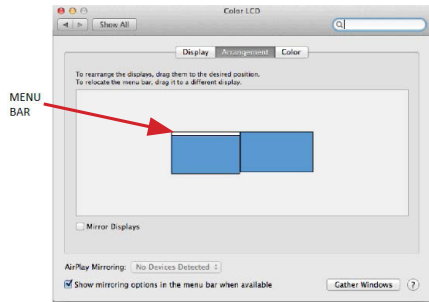 Color LCD
Show All
Display Arrangement Color
To rearrange the displays, drag them to the desired position.
To relocate the menu bar, drag it to a different display.
MENU
BAR
Mirror Displays
AirPlay Mirroring: No Devices Detected
Show mirroring options in the menu bar when available
Gather Windows ?